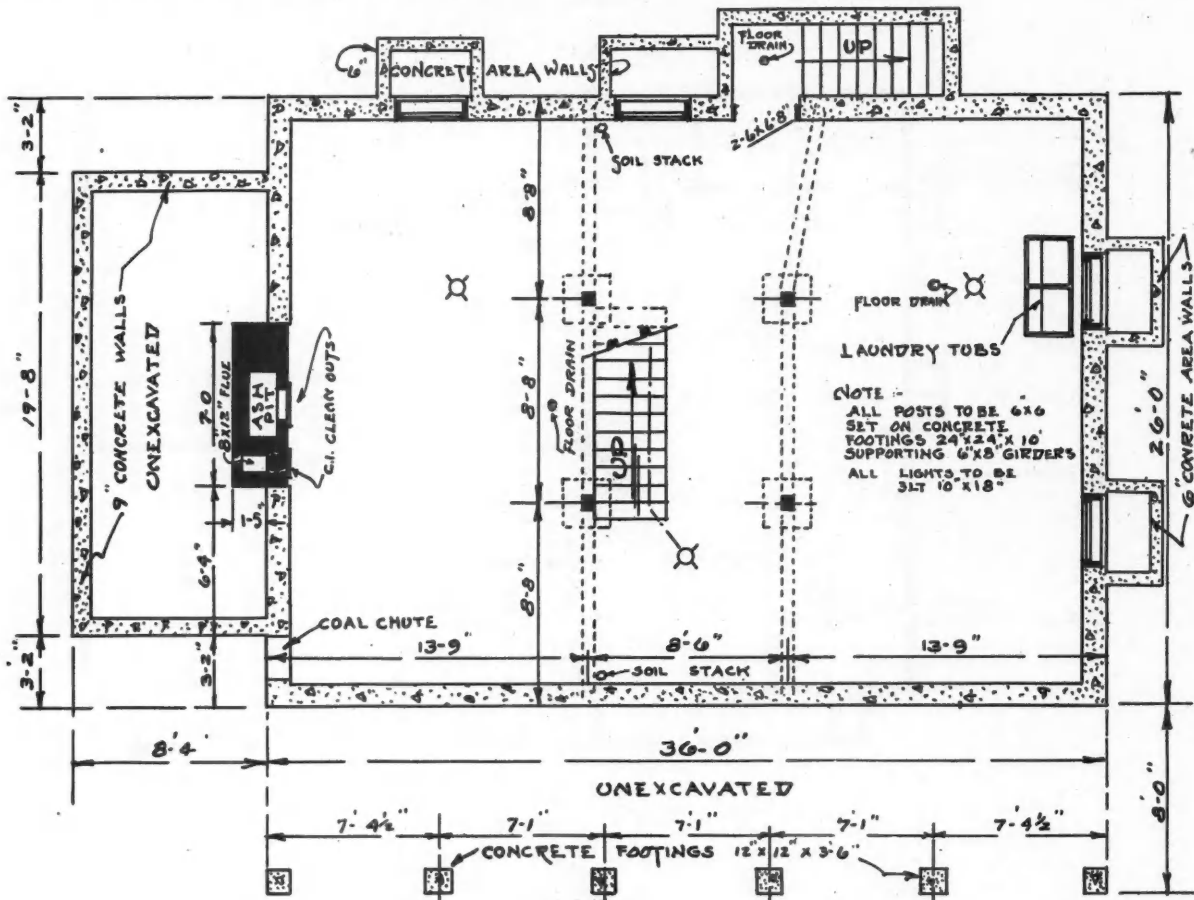 FLOOR
DRAIN
UP
6"
CONCRETE AREA WALLS
3-2"
2-6x6-8"
SOIL STACK
8-8"
9" CONCRETE WALLS
UNEXCAVATED
19-8"
7-0
8"x12" FLUE
ASH
PIT
C.I. CLEAN OUTS
FLOOR DRAIN
8-8"
UP
FLOOR DRAIN
LAUNDRY TUBS
NOTE :-
ALL POSTS TO BE 6x6
SET ON CONCRETE
FOOTINGS 24"x24"x10"
SUPPORTING 6"x8" GIRDERS
ALL LIGHTS TO BE
3LT 10"x18"
26'-0"
6" CONCRETE AREA WALLS
1-5"
6-4"
8-8"
COAL CHUTE
13-9"
8'-6"
13-9"
SOIL STACK
3'-2"
3-2"
8'-4
36'-0"
UNEXCAVATED
8'-0"
7'-4½"
7-1"
7-1"
7-1"
7'-4½"
CONCRETE FOOTINGS 12"x12"x3-6"